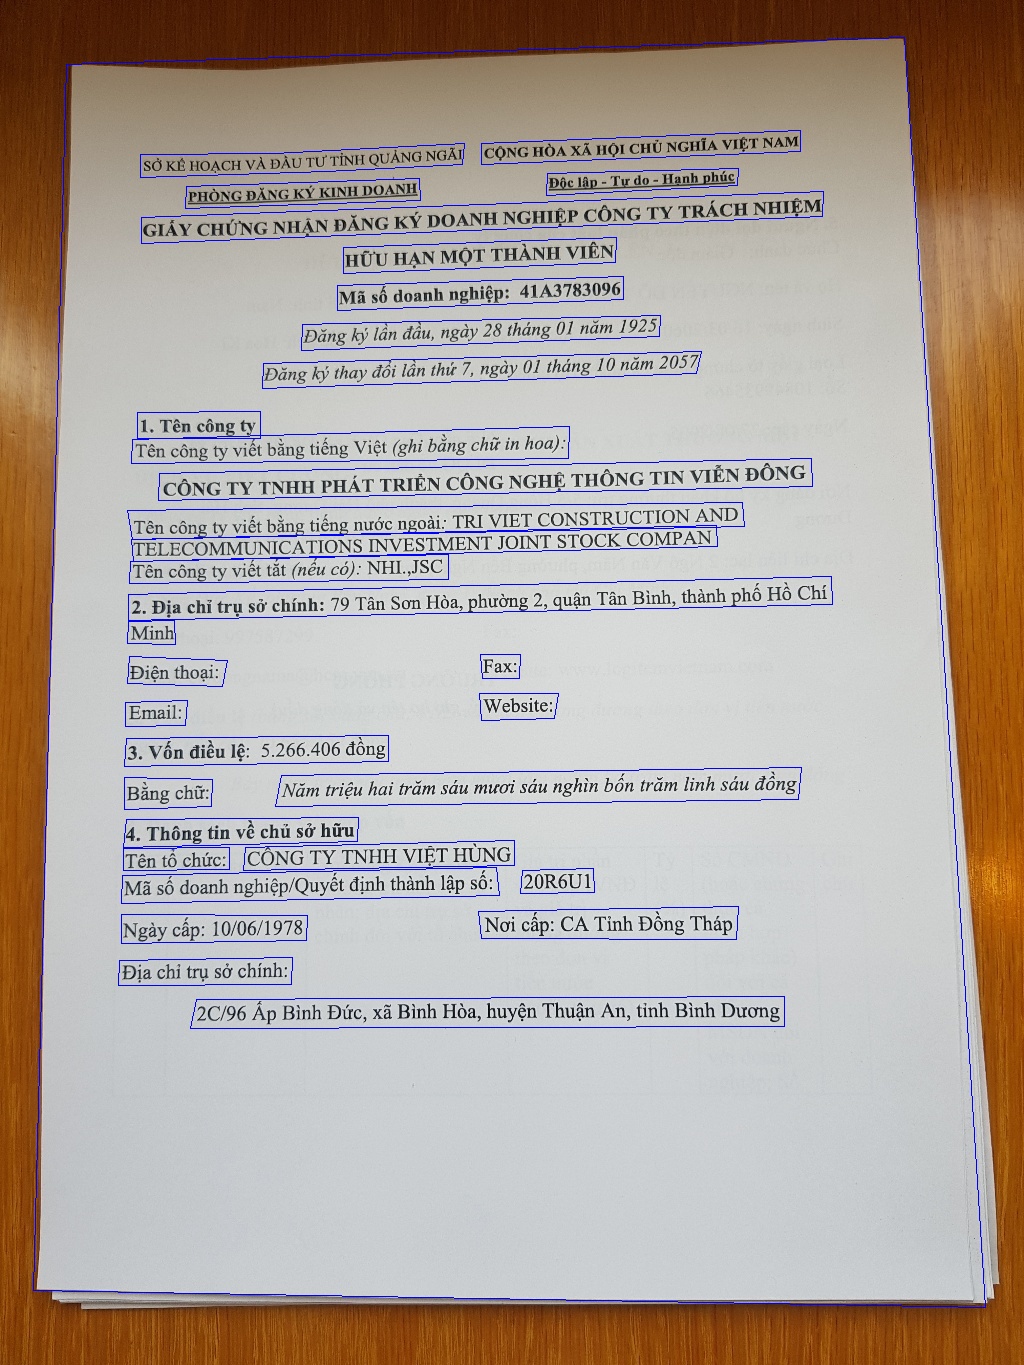 SỞ KẾ HOẠCH VÀ ĐẦU TƯ TỈNH QUẢNG NGÃI CỘNG HÒA XÃ HỘI CHỦ NGHĨA VIỆT NAM
PHÒNG ĐĂNG KÝ KINH DOANH Độc lập - Tự do - Hạnh phúc
GIẤY CHỨNG NHẬN ĐĂNG KÝ DOANH NGHIỆP CÔNG TY TRÁCH NHIỆM
HỮU HẠN MỘT THÀNH VIÊN
Mã số doanh nghiệp: 41A3783096
Đăng ký lần đầu, ngày 28 tháng 01 năm 1925
Đăng ký thay đổi lần thứ 7, ngày 01 tháng 10 năm 2057
1. Tên công ty
Tên công ty viết bằng tiếng Việt (ghi bằng chữ in hoa):
CÔNG TY TNHH PHÁT TRIỂN CÔNG NGHỆ THÔNG TIN VIỄN ĐÔNG
Tên công ty viết bằng tiếng nước ngoài: TRI VIET CONSTRUCTION AND
TELECOMMUNICATIONS INVESTMENT JOINT STOCK COMPAN
Tên công ty viết tắt (nếu có): NHI.,JSC
2. Địa chỉ trụ sở chính: 79 Tân Sơn Hòa, phường 2, quận Tân Bình, thành phố Hồ Chí
Minh
Điện thoại: Fax:
Email: Website:
3. Vốn điều lệ: 5.266.406 đồng
Bằng chữ: Năm triệu hai trăm sáu mươi sáu nghìn bốn trăm linh sáu đồng
4. Thông tin về chủ sở hữu
Tên tổ chức: CÔNG TY TNHH VIỆT HÙNG
Mã số doanh nghiệp/Quyết định thành lập số: 20R6U1
Ngày cấp: 10/06/1978 Nơi cấp: CA Tỉnh Đồng Tháp
Địa chỉ trụ sở chính:
2C/96 Ấp Bình Đức, xã Bình Hòa, huyện Thuận An, tỉnh Bình Dương